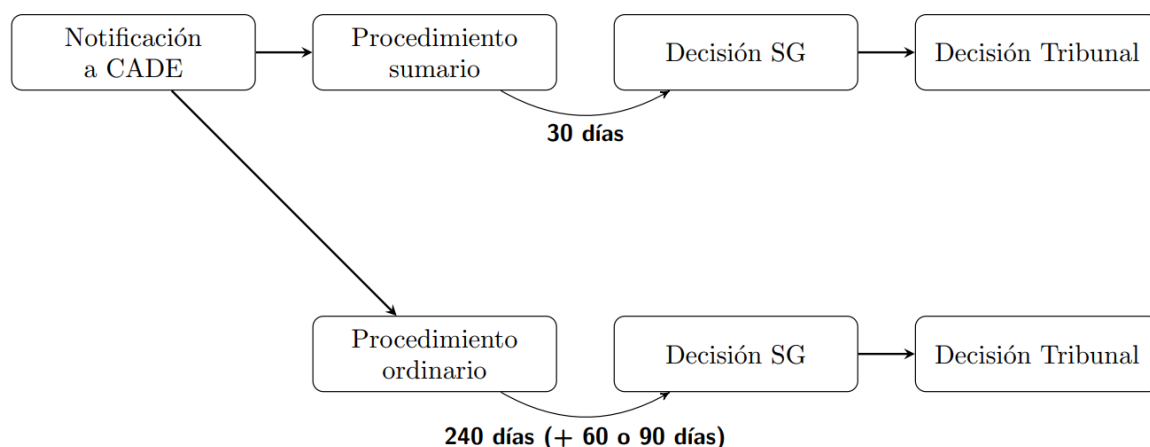 Notificación
a CADE
Procedimiento
sumario
Decisión SG
Decisión Tribunal
30 días
Procedimiento
ordinario
Decisión SG
Decisión Tribunal
240 días (+ 60 o 90 días)